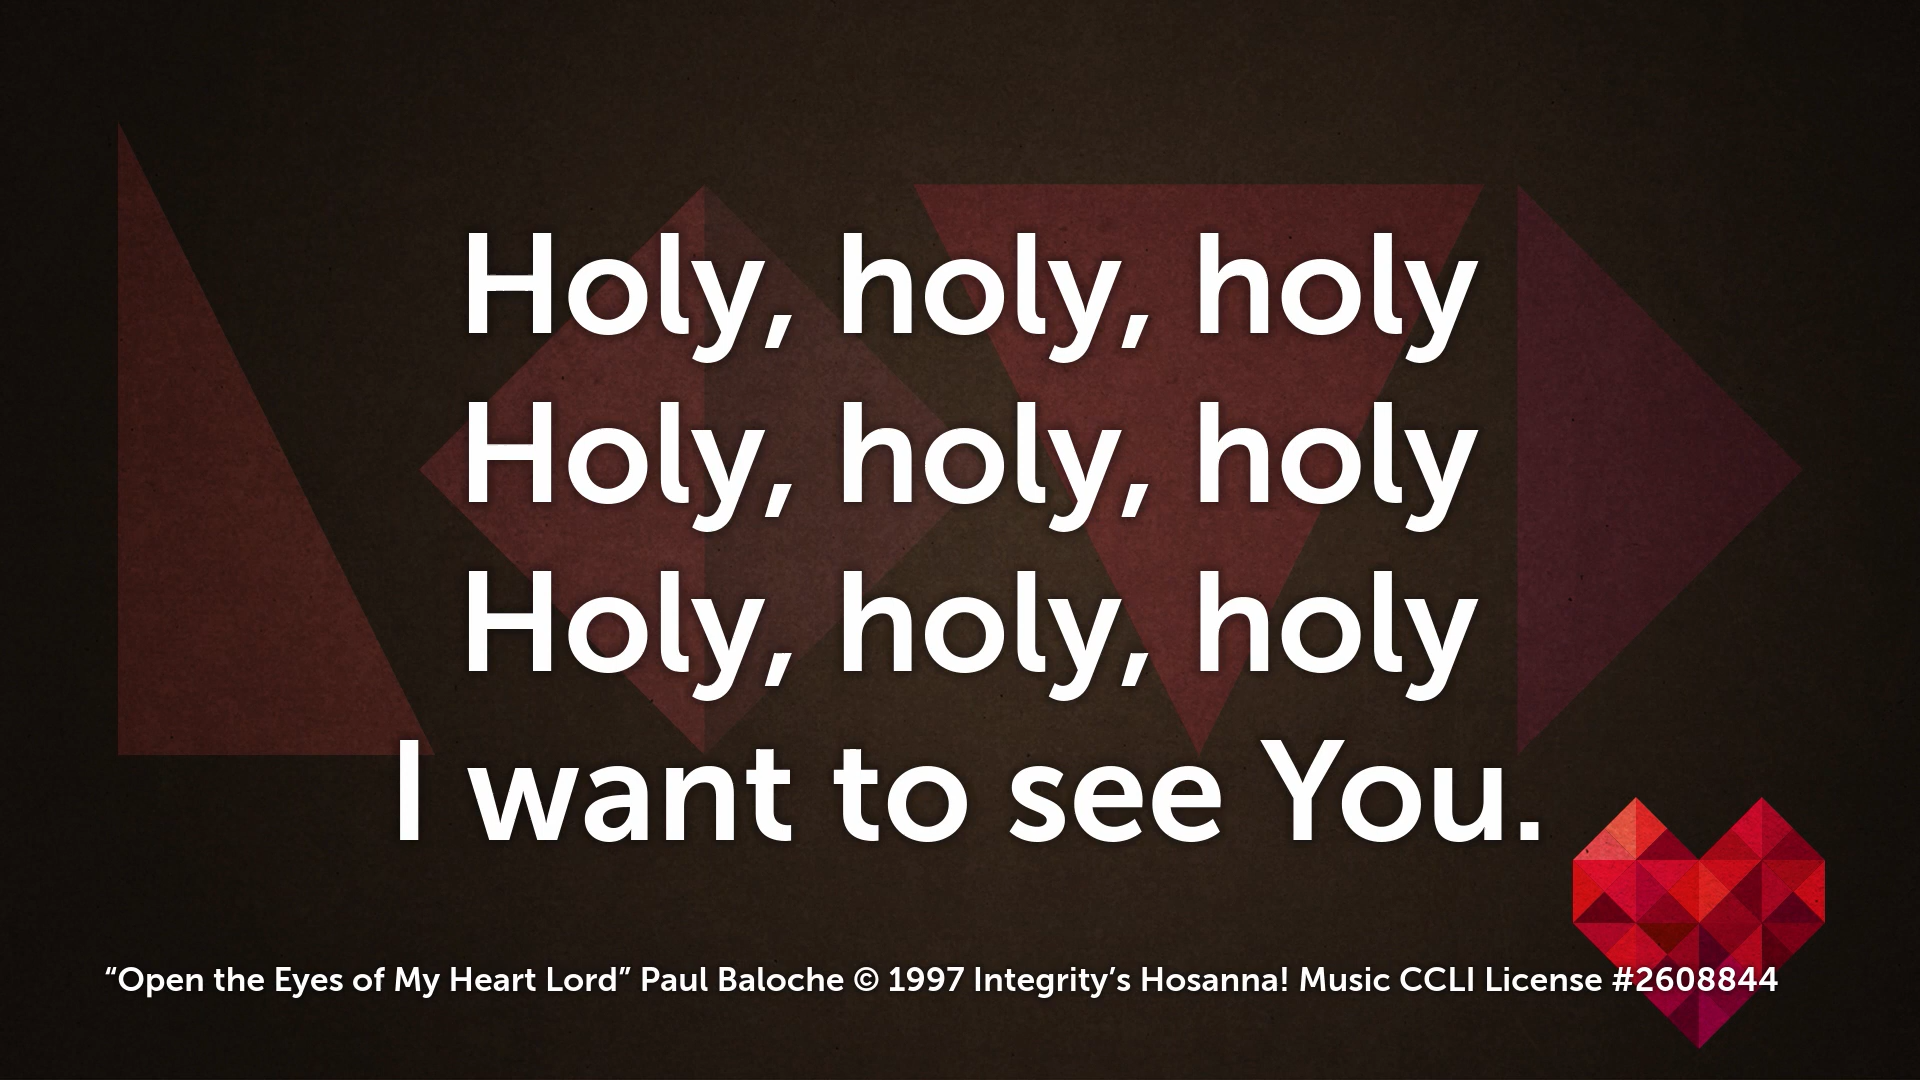 Holy, holy, holy
Holy, holy, holy
Holy, holy, holy
I want to see You.
“Open the Eyes of My Heart Lord” Paul Baloche © 1997 Integrity’s Hosanna! Music CCLI License #2608844